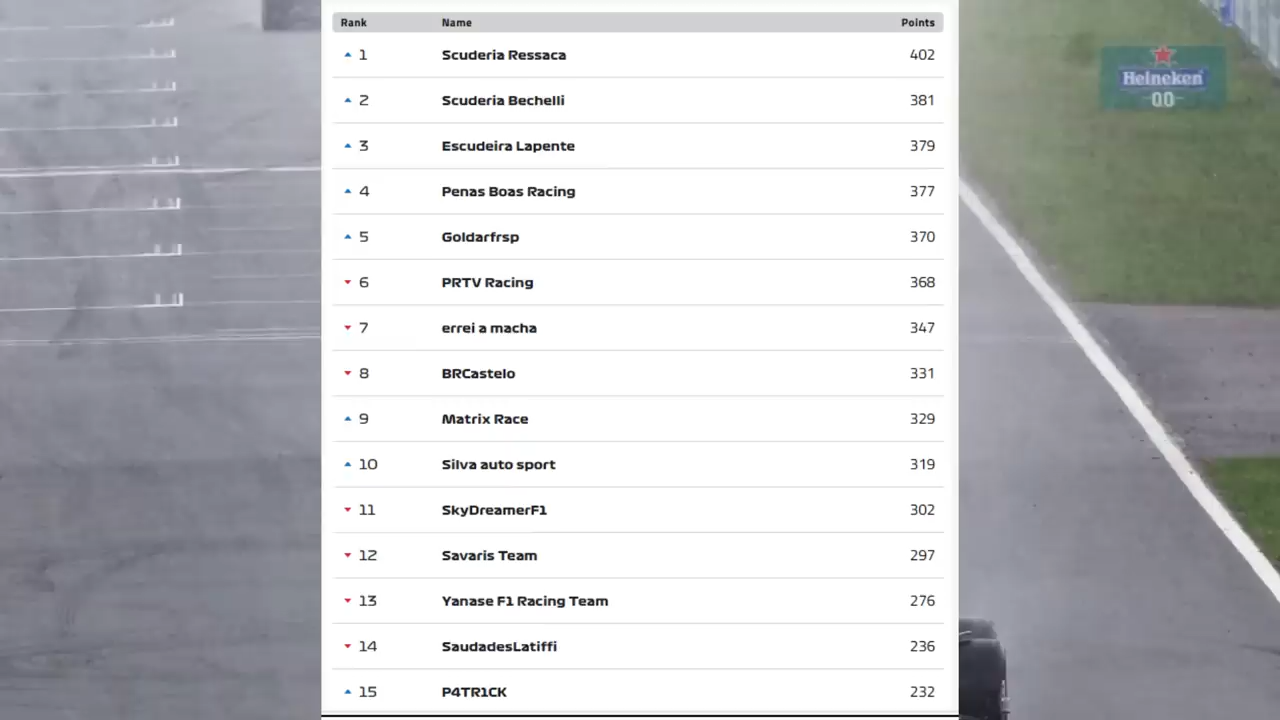 Rank Name Points
1 Scuderia Ressaca 402
2 Scuderia Bechelli 381
3 Escudeira Lapente 379
4 Penas Boas Racing 377
5 Goldarfrsp 370
6 PRTV Racing 368
7 errei a macha 347
8 BRCastelo 331
9 Matrix Race 329
10 Silva auto sport 319
11 SkyDreamerF1 302
12 Savaris Team 297
13 Yanase F1 Racing Team 276
14 SaudadesLatiffi 236
15 P4TR1CK 232
Heineken
0.0